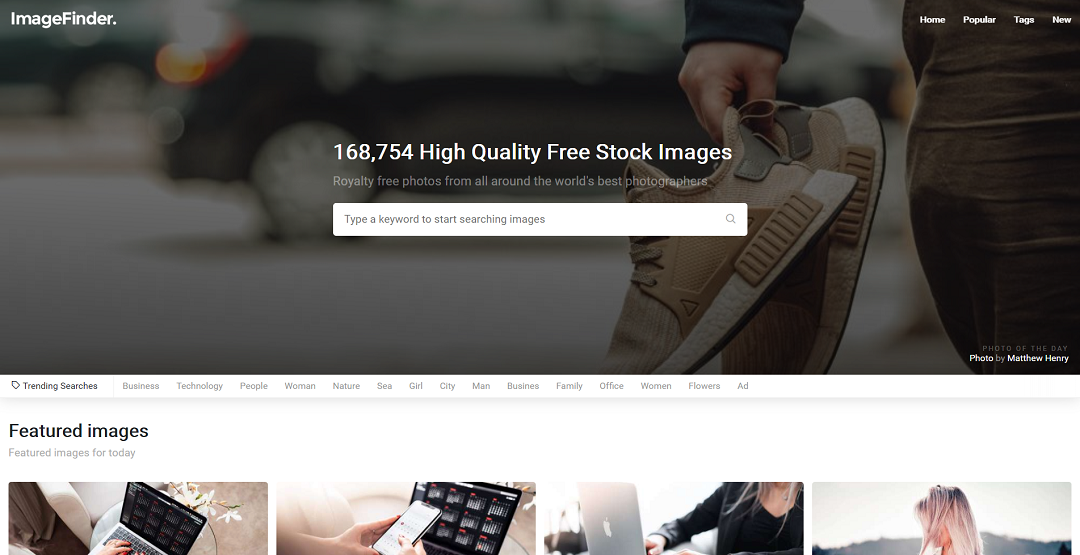 ImageFinder.
Home Popular Tags New
168,754 High Quality Free Stock Images
Royalty free photos from all around the world's best photographers
Type a keyword to start searching images
PHOTO OF THE DAY
Photo by Matthew Henry
Trending Searches Business Technology People Woman Nature Sea Girl City Man Busines Family Office Women Flowers Ad
Featured images
Featured images for today